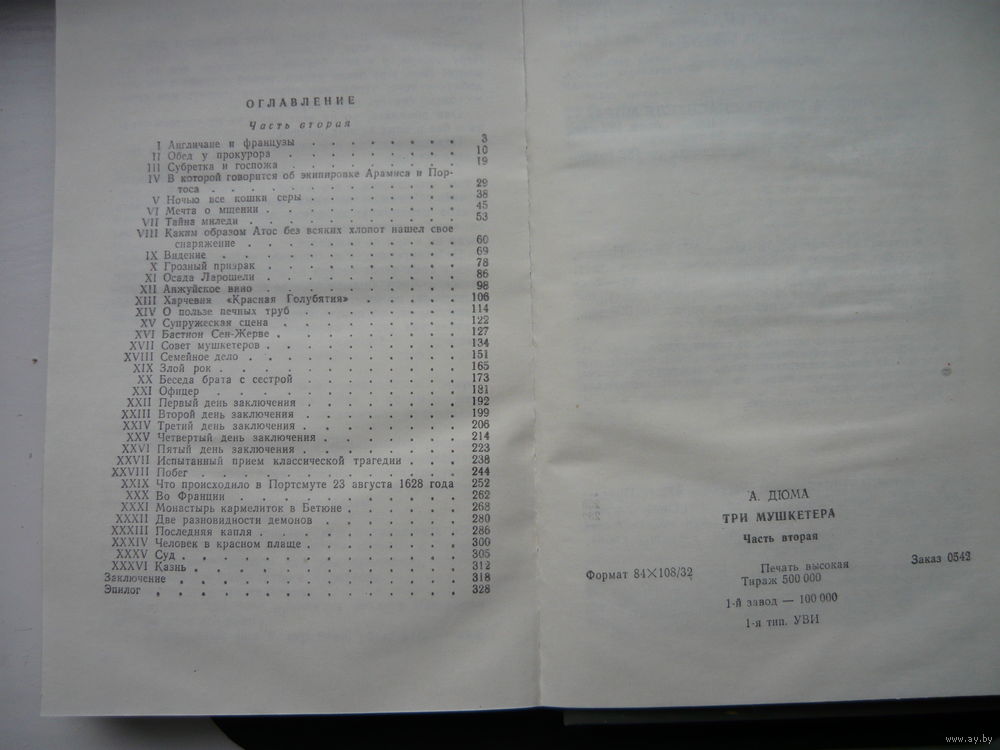 ОГЛАВЛЕНИЕ
Часть вторая
I Англичане и французы . . . . . . . . 3
II Обед у прокурора . . . . . . . . 10
III Субретка и госпожа . . . . . . . . 19
IV В которой говорится об экипировке Арамиса и Пор-
тоса . . . . . . . . . . . 29
V Ночью все кошки серы . . . . . . . 38
VI Мечта о мщении . . . . . . . . . 45
VII Тайна миледи . . . . . . . . . 53
VIII Каким образом Атос без всяких хлопот нашел свое
снаряжение . . . . . . . . . 60
IX Видение . . . . . . . . . . 69
X Грозный призрак . . . . . . . . 78
XI Осада Ларошели . . . . . . . . 86
XII Анжуйское вино . . . . . . . . 98
XIII Харчевня «Красная Голубятия» . . . . . 106
XIV О пользе печных труб . . . . . . . 114
XV Супружеская сцена . . . . . . . . 122
XVI Бастион Сен-Жерве . . . . . . . . 127
XVII Совет мушкетеров . . . . . . . . 134
XVIII Семейное дело . . . . . . . . . 151
XIX Злой рок . . . . . . . . . . 165
XX Беседа брата с сестрой . . . . . . . 173
XXI Офицер . . . . . . . . . . 181
XXII Первый день заключения . . . . . . 192
XXIII Второй день заключения . . . . . . 199
XXIV Третий день заключения . . . . . . 206
XXV Четвертый день заключения . . . . . . 214
XXVI Пятый день заключения . . . . . . . 223
XXVII Испытанный прием классической трагедии . . . 238
XXVIII Побег . . . . . . . . . . 244
XXIX Что происходило в Портсмуте 23 августа 1628 года 252
XXX Во Франции . . . . . . . . . 262
XXXI Монастырь кармелиток в Бетюне . . . . . 268
XXXII Две разновидности демонов . . . . . . 280
XXXIII Последняя капля . . . . . . . . 286
XXXIV Человек в красном плаще . . . . . . 300
XXXV Суд . . . . . . . . . . . 305
XXXVI Казнь . . . . . . . . . . . 312
Заключение . . . . . . . . . . . 318
Эпилог . . . . . . . . . . . . 328
А. ДЮМА
ТРИ МУШКЕТЕРА
Часть вторая
Формат 84×108/32 Печать высокая Заказ 0542
Тираж 500 000
1-й завод — 100 000
1-я тип. УВИ
www.ay.by